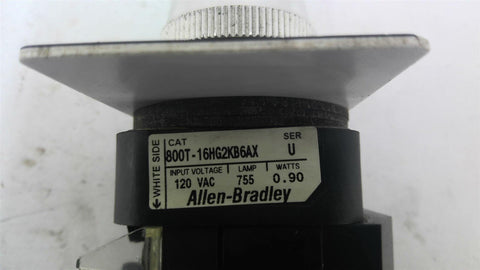 ← WHITE SIDE
CAT SER
800T-16HG2KB6AX U
INPUT VOLTAGE LAMP WATTS
120 VAC 755 0.90
Allen-Bradley